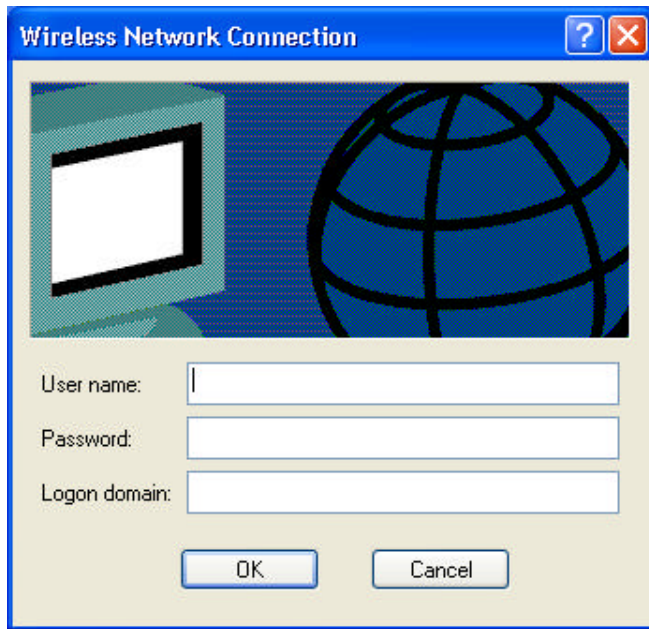 Wireless Network Connection
User name:
Password:
Logon domain:
OK Cancel